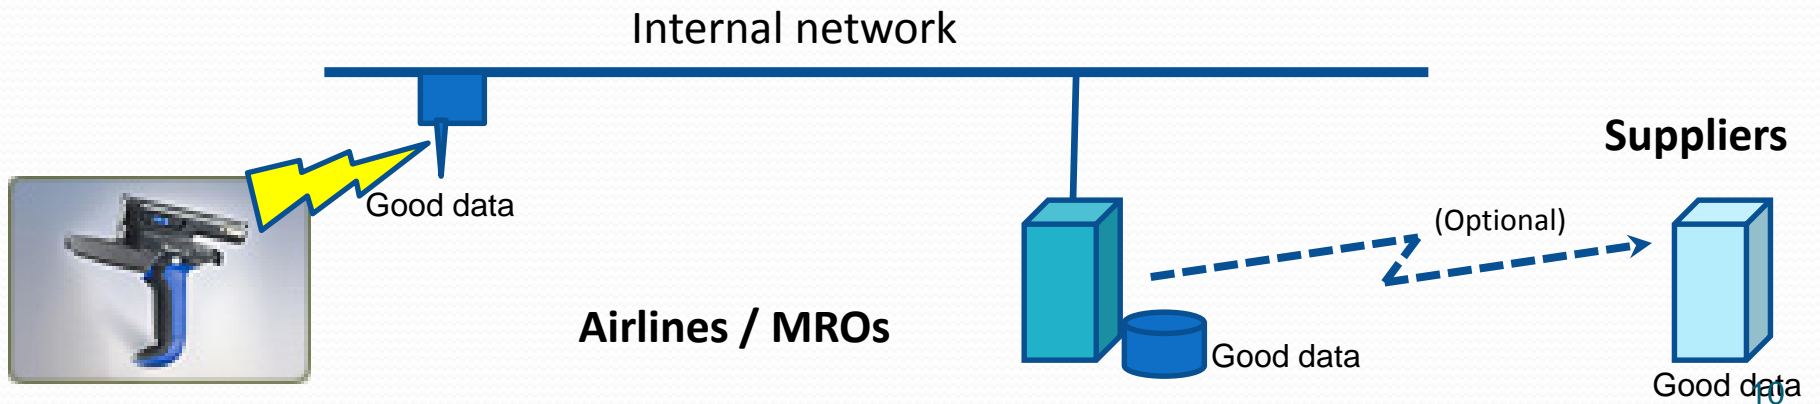 Internal network
Suppliers
Good data
(Optional)
Airlines / MROs
Good data
Good data
10